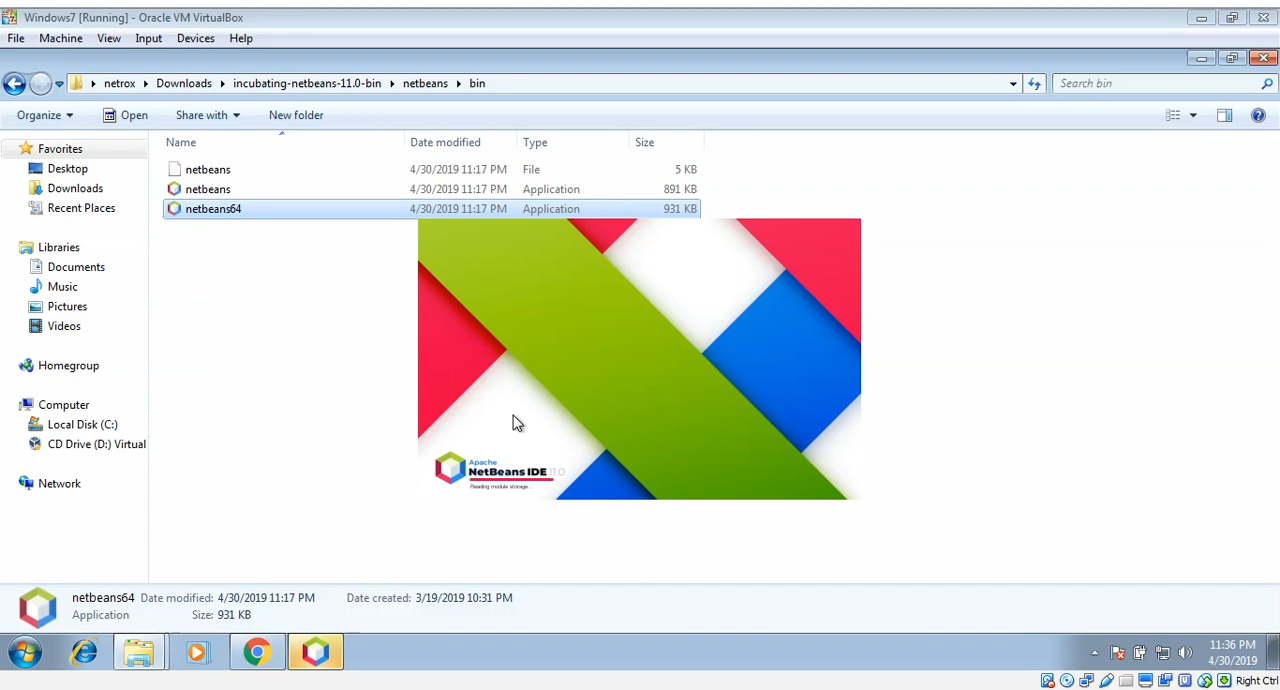 Windows7 [Running] - Oracle VM VirtualBox
File Machine View Input Devices Help
netrox Downloads incubating-netbeans-11.0-bin netbeans bin
Search bin
Organize Open Share with New folder
Name Date modified Type Size
netbeans 4/30/2019 11:17 PM File 5 KB
netbeans 4/30/2019 11:17 PM Application 891 KB
netbeans64 4/30/2019 11:17 PM Application 931 KB
Favorites
Desktop
Downloads
Recent Places
Libraries
Documents
Music
Pictures
Videos
Homegroup
Computer
Local Disk (C:)
CD Drive (D:) Virtual
Network
Apache
NetBeans IDE 11.0
Reading module storage...
netbeans64 Date modified: 4/30/2019 11:17 PM Date created: 3/19/2019 10:31 PM
Application Size: 931 KB
11:36 PM
4/30/2019
Right Ctrl